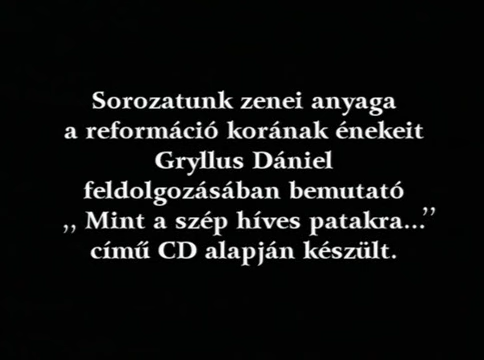 Sorozatunk zenei anyaga
a reformáció korának énekeit
Gryllus Dániel
feldolgozásában bemutató
,, Mint a szép híves patakra...”
című CD alapján készült.